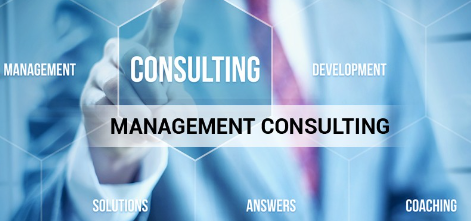 MANAGEMENT
CONSULTING
DEVELOPMENT
MANAGEMENT CONSULTING
SOLUTIONS
ANSWERS
COACHING